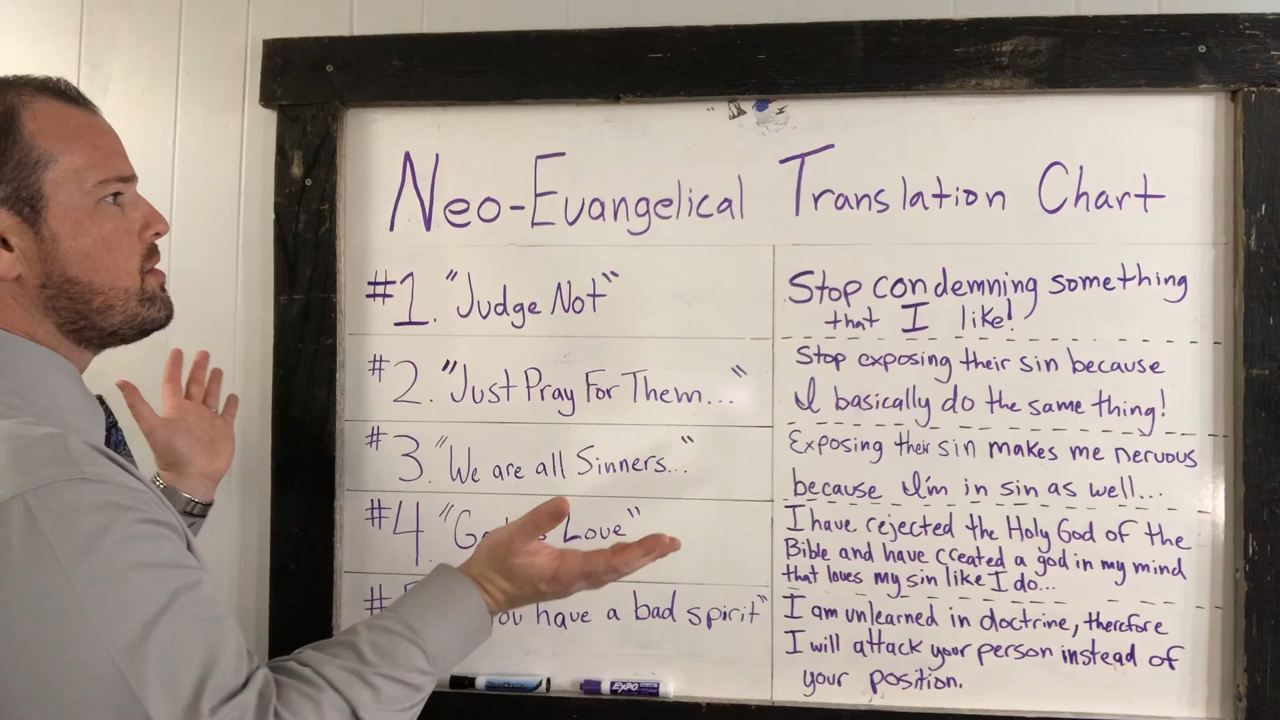 Neo-Evangelical Translation Chart
#1. "Judge Not"
Stop condemning something
that I like!
#2. "Just Pray For Them..."
Stop exposing their sin because
I basically do the same thing!
#3. "We are all Sinners..."
Exposing their sin makes me nervous
because I'm in sin as well...
#4. "G Love"
I have rejected the Holy God of the
Bible and have created a god in my mind
that loves my sin like I do...
# ou have a bad spirit"
I am unlearned in doctrine, therefore
I will attack your person instead of
your position.
EXPO